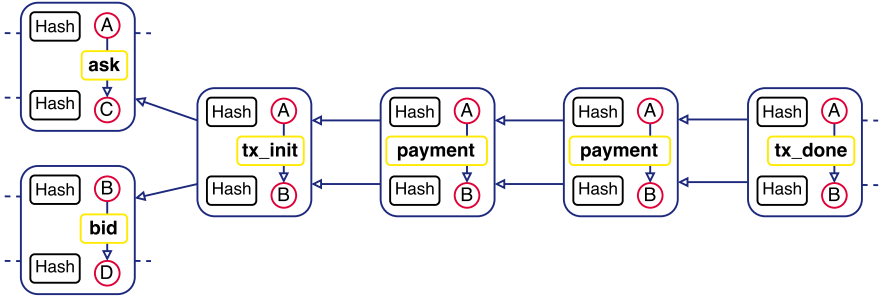 Hash A
ask
Hash C
Hash B
bid
Hash D
Hash A
tx_init
Hash B
Hash A
payment
Hash B
Hash A
payment
Hash B
Hash A
tx_done
Hash B